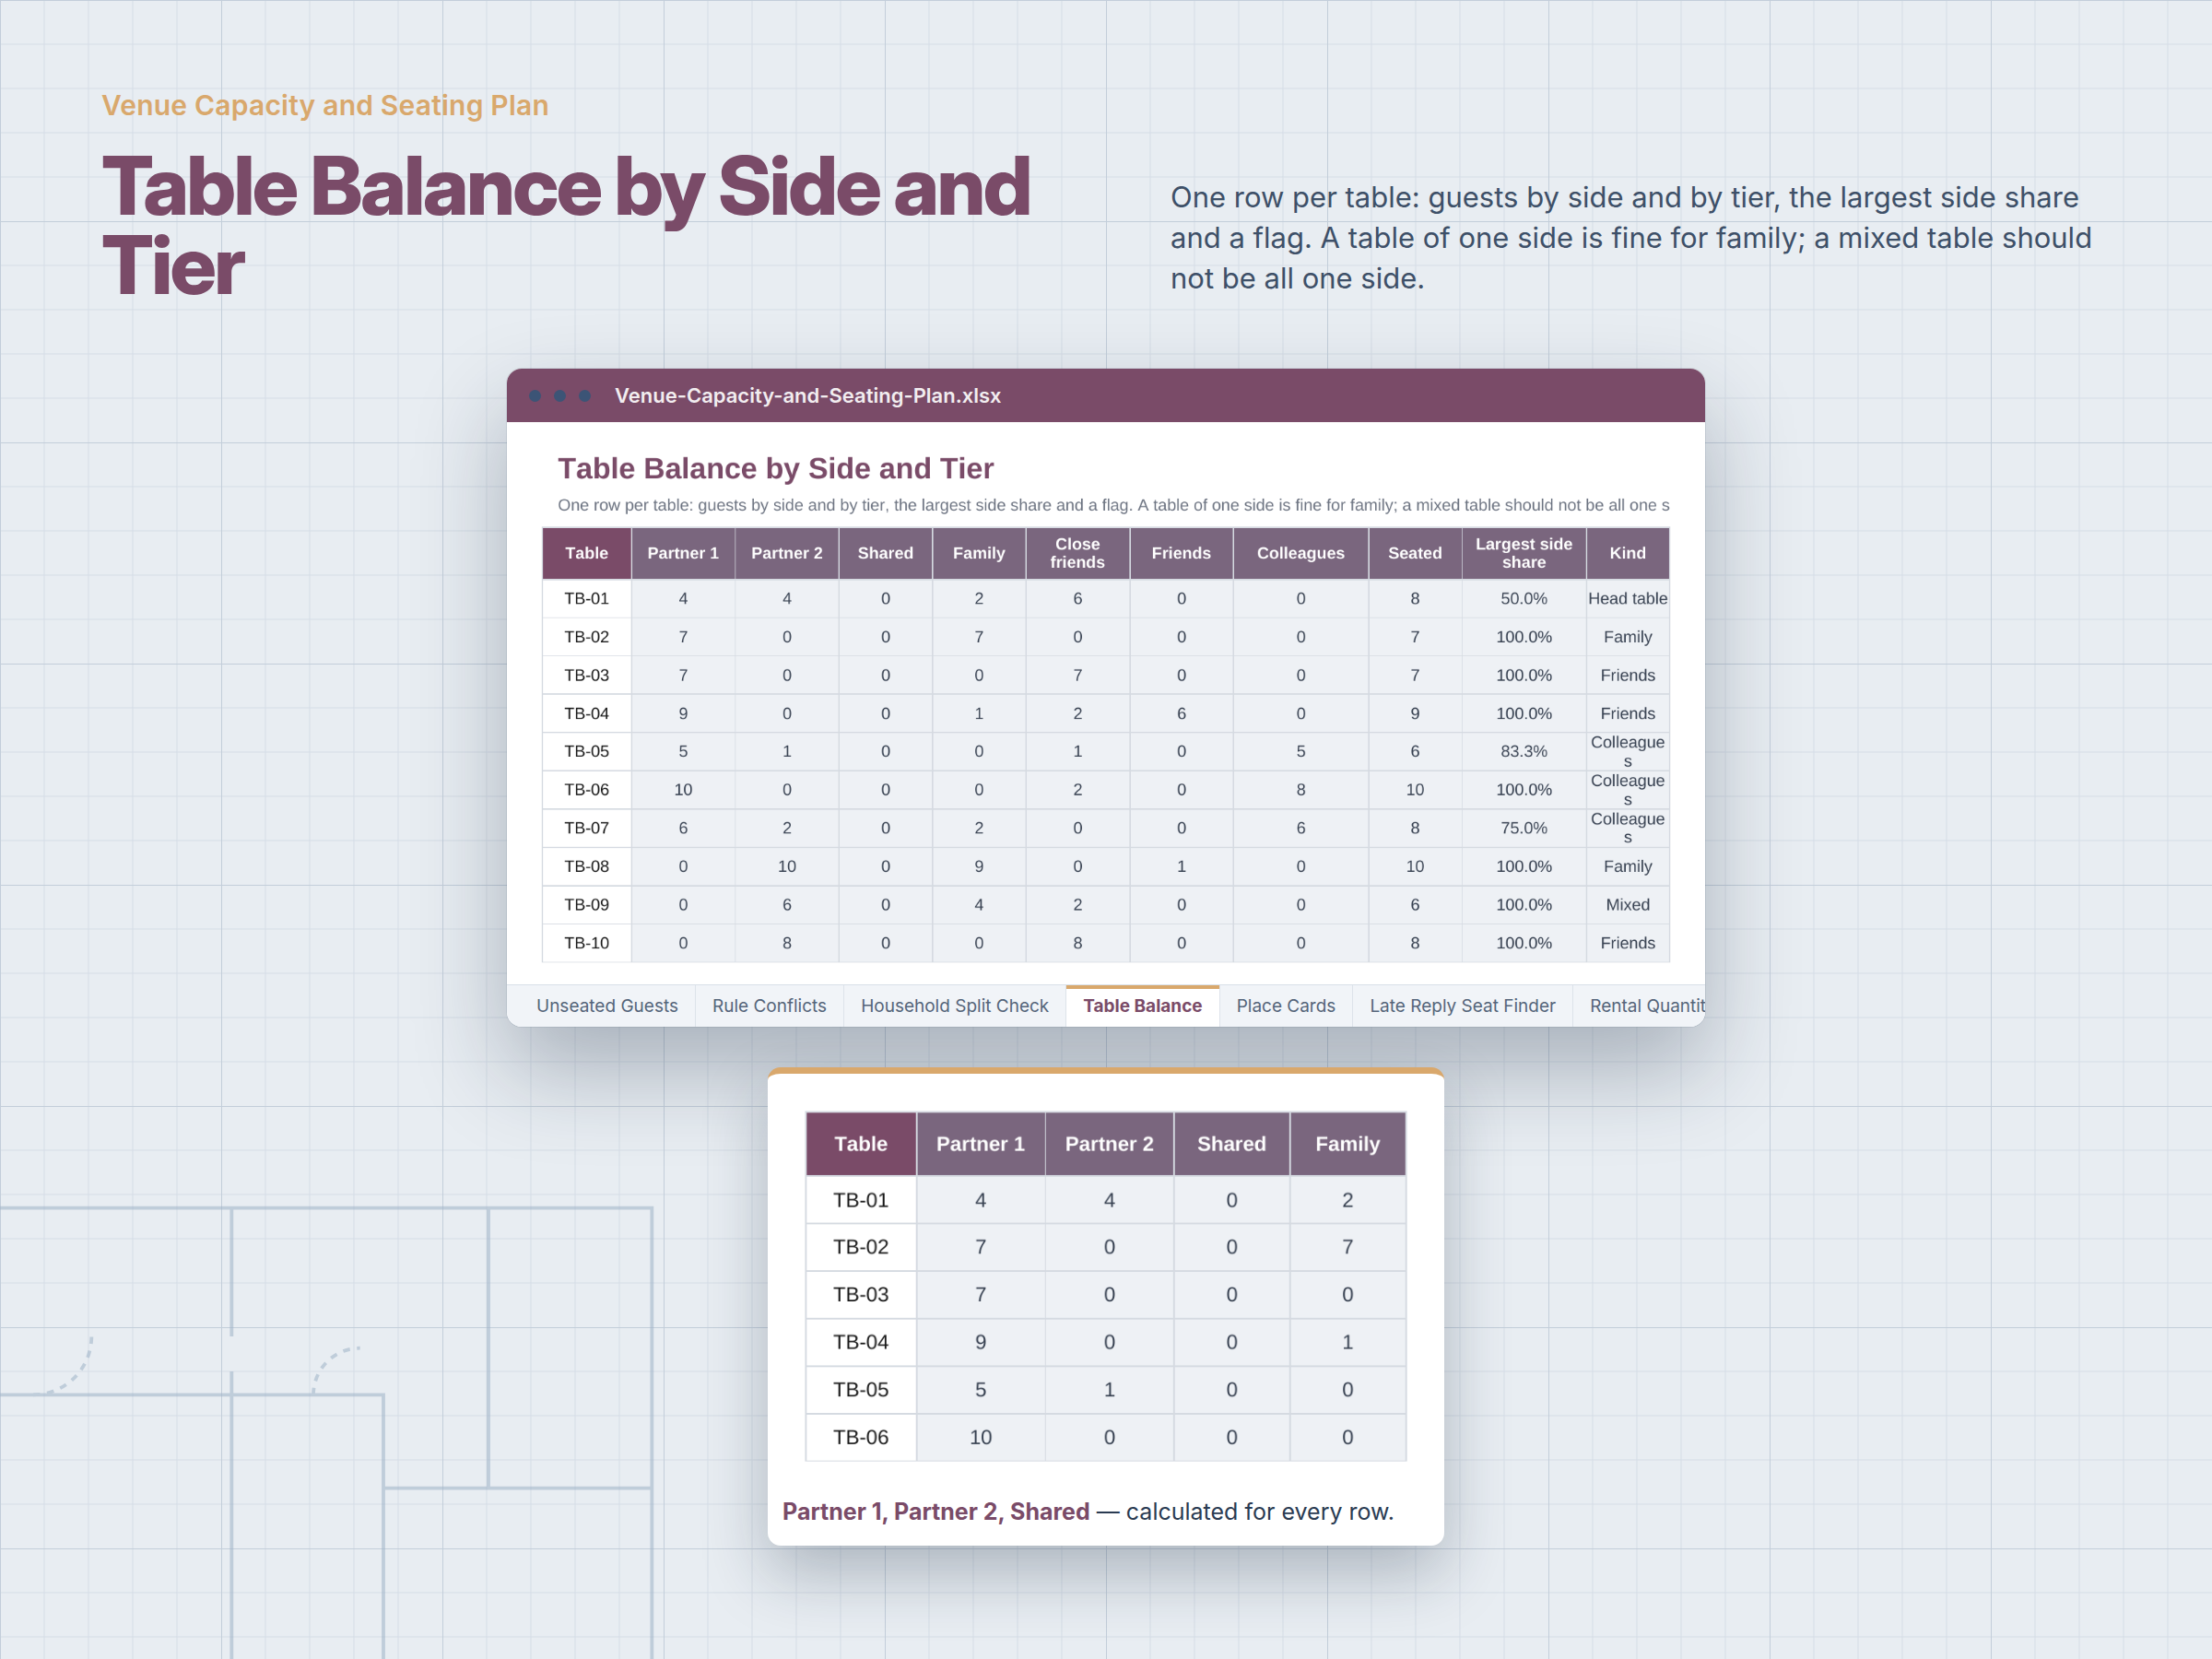 Venue Capacity and Seating Plan
Table Balance by Side and
Tier
One row per table: guests by side and by tier, the largest side share
and a flag. A table of one side is fine for family; a mixed table should
not be all one side.
Venue-Capacity-and-Seating-Plan.xlsx
Table Balance by Side and Tier
One row per table: guests by side and by tier, the largest side share and a flag. A table of one side is fine for family; a mixed table should not be all one s
Table Partner 1 Partner 2 Shared Family Close friends Friends Colleagues Seated Largest side share Kind
TB-01 4 4 0 2 6 0 0 8 50.0% Head table
TB-02 7 0 0 7 0 0 0 7 100.0% Family
TB-03 7 0 0 0 7 0 0 7 100.0% Friends
TB-04 9 0 0 1 2 6 0 9 100.0% Friends
TB-05 5 1 0 0 1 0 5 6 83.3% Colleagues
TB-06 10 0 0 0 2 0 8 10 100.0% Colleagues
TB-07 6 2 0 2 0 0 6 8 75.0% Colleagues
TB-08 0 10 0 9 0 1 0 10 100.0% Family
TB-09 0 6 0 4 2 0 0 6 100.0% Mixed
TB-10 0 8 0 0 8 0 0 8 100.0% Friends
Unseated Guests Rule Conflicts Household Split Check Table Balance Place Cards Late Reply Seat Finder Rental Quantit
Table Partner 1 Partner 2 Shared Family
TB-01 4 4 0 2
TB-02 7 0 0 7
TB-03 7 0 0 0
TB-04 9 0 0 1
TB-05 5 1 0 0
TB-06 10 0 0 0
Partner 1, Partner 2, Shared — calculated for every row.